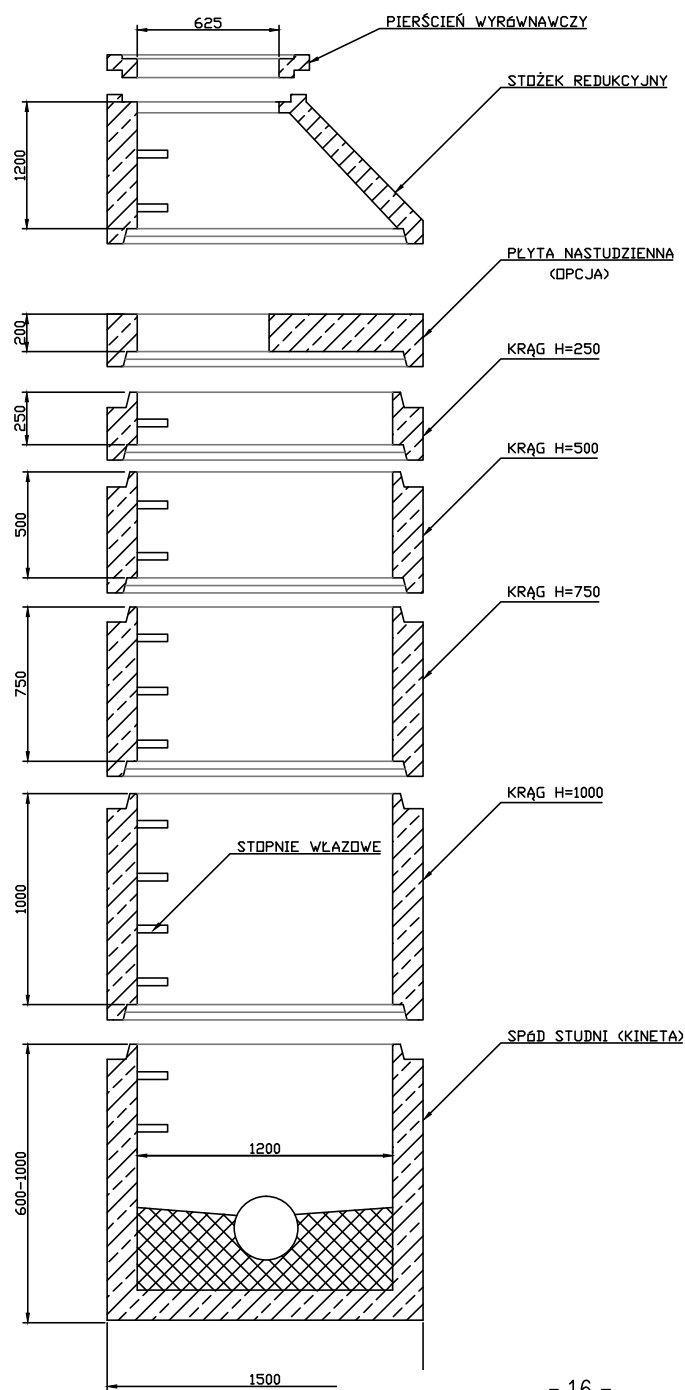 625
PIERŚCIEŃ WYRóWNAWCZY
STOŻEK REDUKCYJNY
1200
PŁYTA NASTUDZIENNA
(OPCJA)
200
KRĄG H=250
250
KRĄG H=500
500
KRĄG H=750
750
KRĄG H=1000
STOPNIE WŁAZOWE
1000
SPóD STUDNI (KINETA)
1200
600-1000
1500
- 16 -